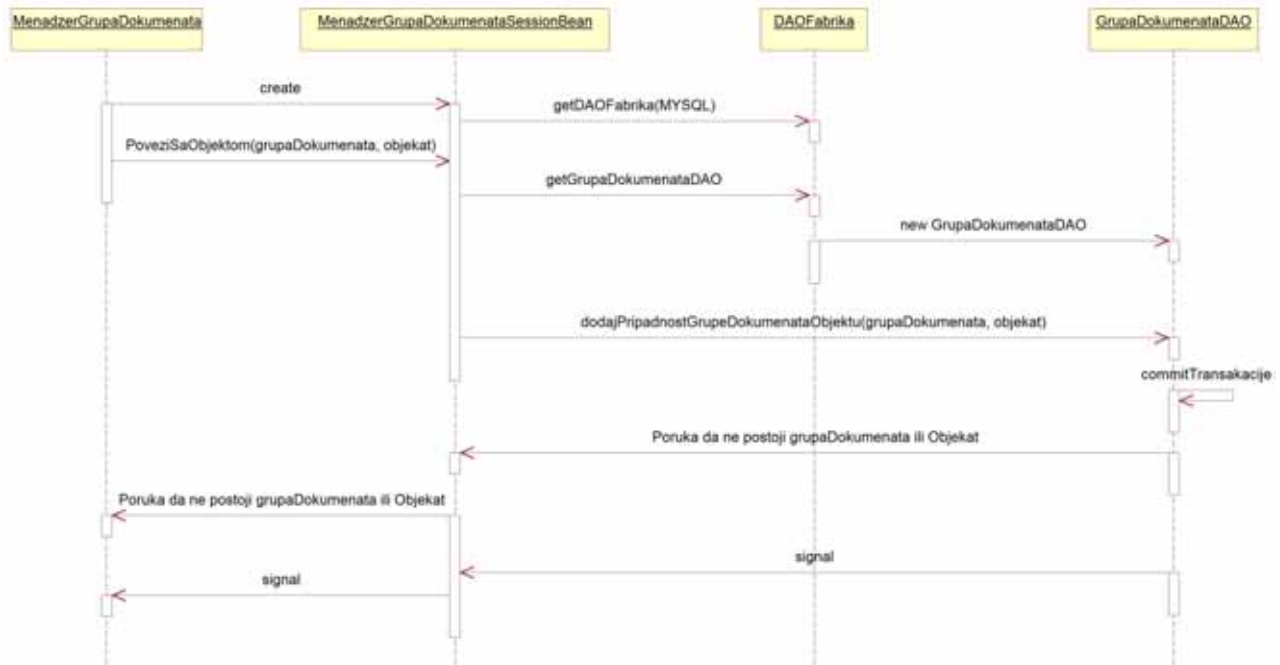 MenadzerGrupaDokumenata
MenadzerGrupaDokumenataSessionBean
DAOFabrika
GrupaDokumenataDAO
create
getDAOFabrika(MYSQL)
PoveziSaObjektom(grupaDokumenata, objekat)
getGrupaDokumenataDAO
new GrupaDokumenataDAO
dodajPripadnostGrupeDokumenataObjektu(grupaDokumenata, objekat)
commitTransakacije
Poruka da ne postoji grupaDokumenata ili Objekat
Poruka da ne postoji grupaDokumenata ili Objekat
signal
signal